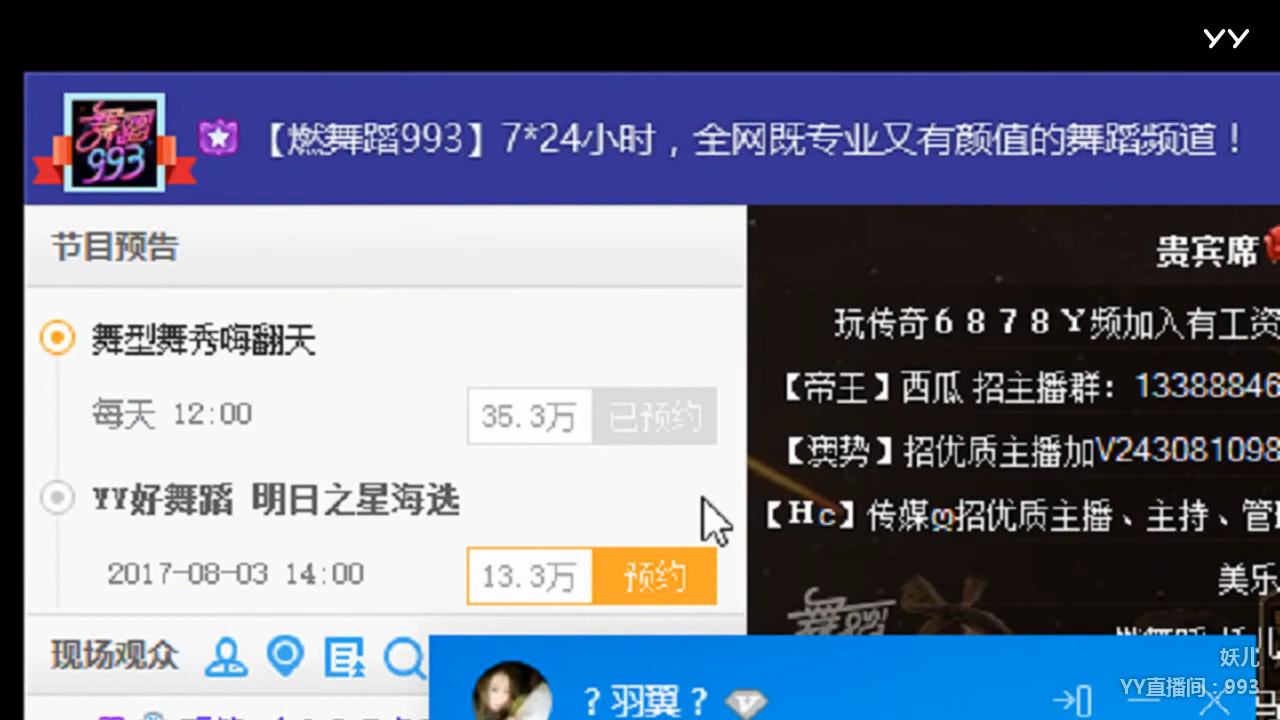 YY
舞蹈
993
【燃舞蹈993】7*24小时，全网既专业又有颜值的舞蹈频道！
节目预告
舞型舞秀嗨翻天
每天 12:00
35.3万
已预约
YY好舞蹈 明日之星海选
2017-08-03 14:00
13.3万
预约
现场观众
贵宾席
玩传奇6878Y频加入有工资
【帝王】西瓜 招主播群：13388846
【澳势】招优质主播加V243081098
【Hc】传媒ღ招优质主播、主持、管
美乐
舞蹈
？羽翼？
妖儿
YY直播间：993